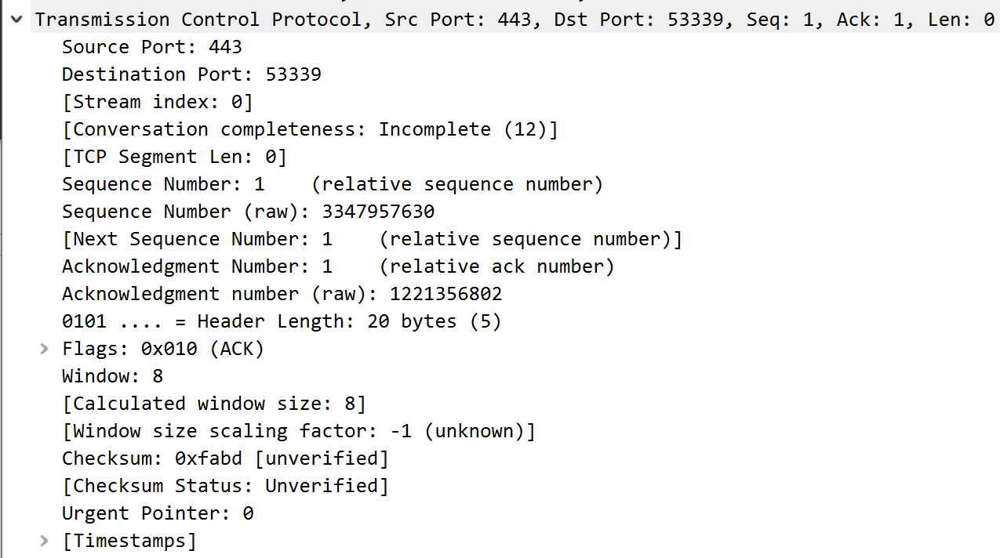 Transmission Control Protocol, Src Port: 443, Dst Port: 53339, Seq: 1, Ack: 1, Len: 0
Source Port: 443
Destination Port: 53339
[Stream index: 0]
[Conversation completeness: Incomplete (12)]
[TCP Segment Len: 0]
Sequence Number: 1    (relative sequence number)
Sequence Number (raw): 3347957630
[Next Sequence Number: 1    (relative sequence number)]
Acknowledgment Number: 1    (relative ack number)
Acknowledgment number (raw): 1221356802
0101 .... = Header Length: 20 bytes (5)
Flags: 0x010 (ACK)
Window: 8
[Calculated window size: 8]
[Window size scaling factor: -1 (unknown)]
Checksum: 0xfabd [unverified]
[Checksum Status: Unverified]
Urgent Pointer: 0
[Timestamps]